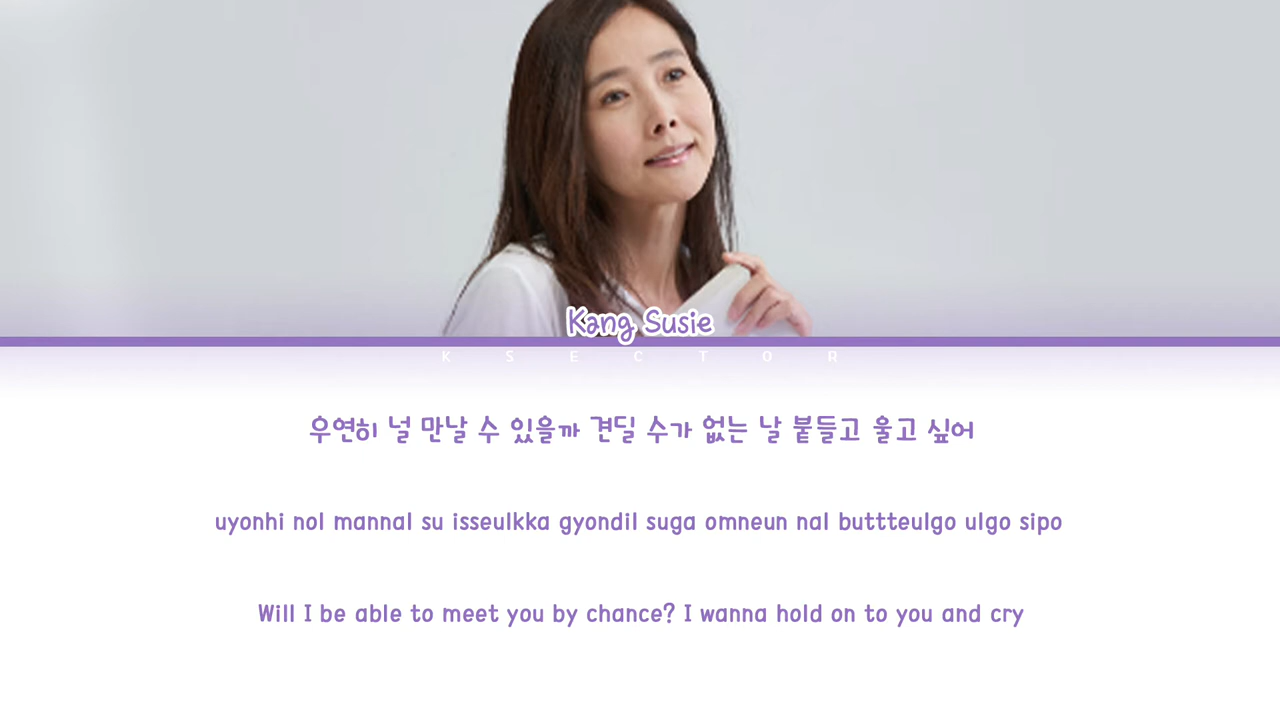 Kang Susie
K SECTOR
우연히 널 만날 수 있을까 견딜 수가 없는 날 붙들고 울고 싶어
uyonhi nol mannal su isseulkka gyondil suga omneun nal buttteulgo ulgo sipo
Will I be able to meet you by chance? I wanna hold on to you and cry